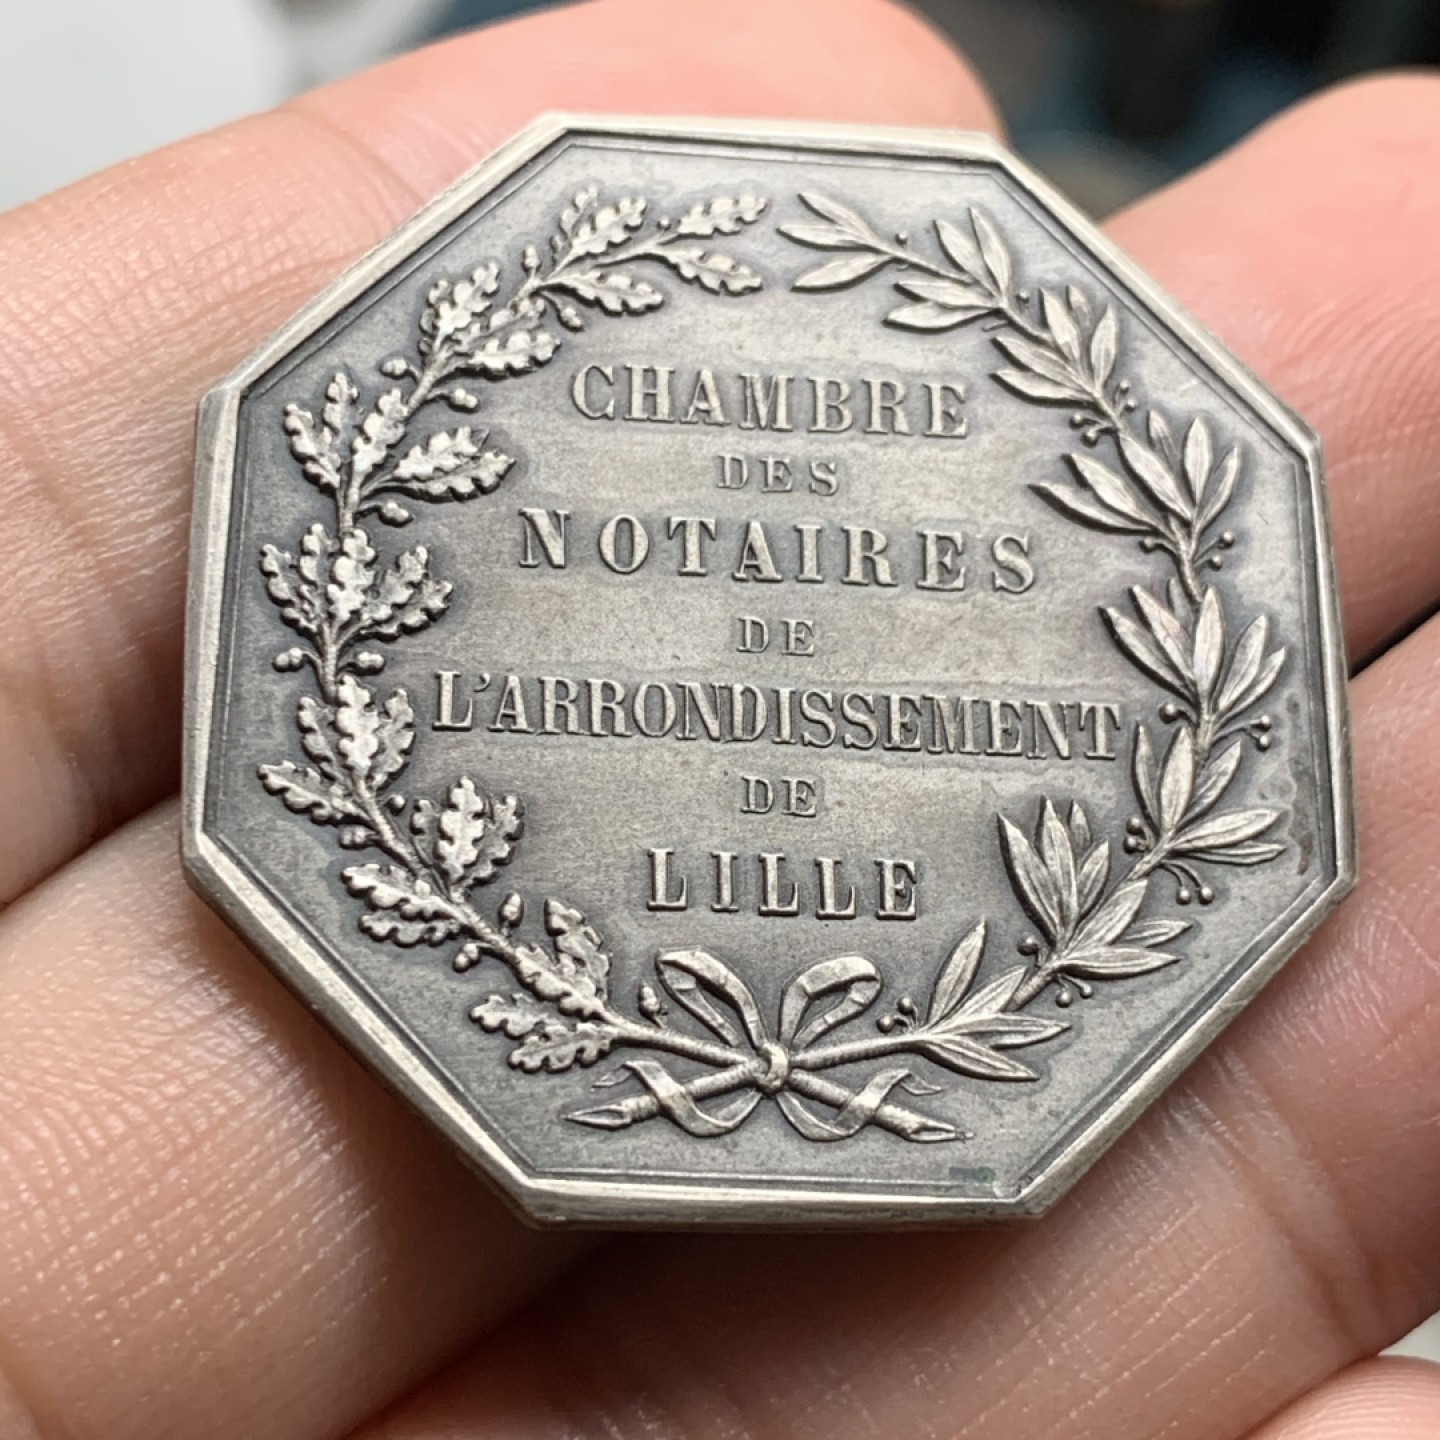 CHAMBRE
DES
NOTAIRES
DE
L'ARRONDISSEMENT
DE
LILLE